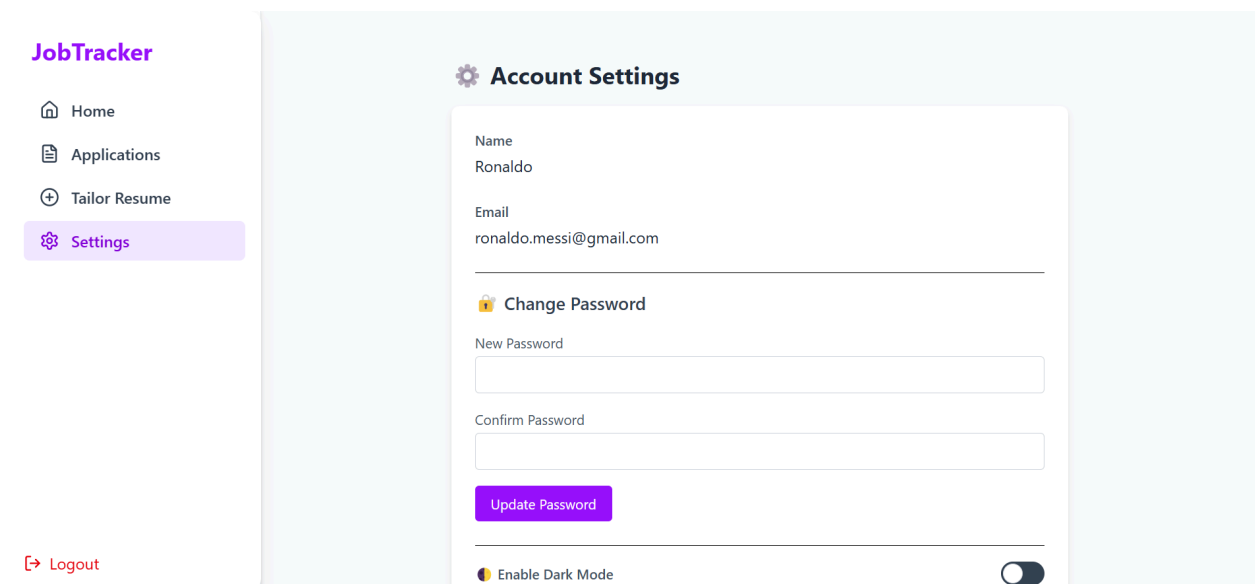 JobTracker
Home
Applications
Tailor Resume
Settings
Logout
Account Settings
Name
Ronaldo
Email
ronaldo.messi@gmail.com
Change Password
New Password
Confirm Password
Update Password
Enable Dark Mode